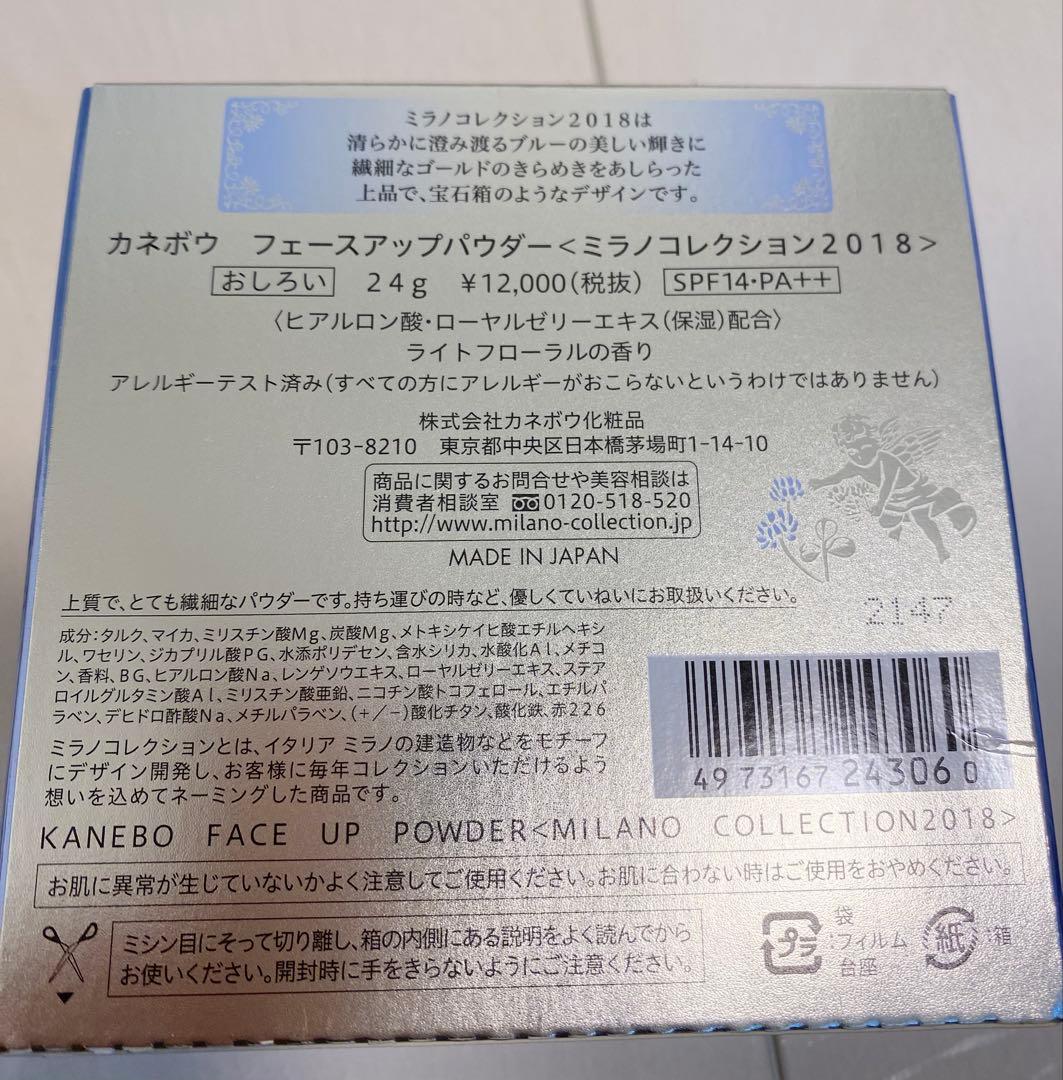 ミラノコレクション2018は
清らかに澄み渡るブルーの美しい輝きに
繊細なゴールドのきらめきをあしらった
上品で、宝石箱のようなデザインです。
カネボウ フェースアップパウダー<ミラノコレクション2018>
おしろい 24g ¥12,000(税抜) SPF14・PA++
〈ヒアルロン酸・ローヤルゼリーエキス(保湿)配合〉
ライトフローラルの香り
アレルギーテスト済み(すべての方にアレルギーがおこらないというわけではありません)
株式会社カネボウ化粧品
〒103-8210 東京都中央区日本橋茅場町1-14-10
商品に関するお問合せや美容相談は
消費者相談室 0120-518-520
http://www.milano-collection.jp
MADE IN JAPAN
上質で、とても繊細なパウダーです。持ち運びの時など、優しくていねいにお取扱いください。
2147
成分:タルク、マイカ、ミリスチン酸Mg、炭酸Mg、メトキシケイヒ酸エチルヘキシ
ル、ワセリン、ジカプリル酸PG、水添ポリデセン、含水シリカ、水酸化Al、メチコ
ン、香料、BG、ヒアルロン酸Na、レンゲソウエキス、ローヤルゼリーエキス、ステア
ロイルグルタミン酸Al、ミリスチン酸亜鉛、ニコチン酸トコフェロール、エチルパ
ラベン、デヒドロ酢酸Na、メチルパラベン、(+/-)酸化チタン、酸化鉄、赤226
4973167243060
ミラノコレクションとは、イタリア ミラノの建造物などをモチーフ
にデザイン開発し、お客様に毎年コレクションいただけるよう
想いを込めてネーミングした商品です。
KANEBO FACE UP POWDER<MILANO COLLECTION2018>
お肌に異常が生じていないかよく注意してご使用ください。お肌に合わない時はご使用をおやめください。
ミシン目にそって切り離し、箱の内側にある説明をよく読んでから
お使いください。開封時に手をきらないようにご注意ください。
プラ
袋
・フィルム
台座
紙
:箱